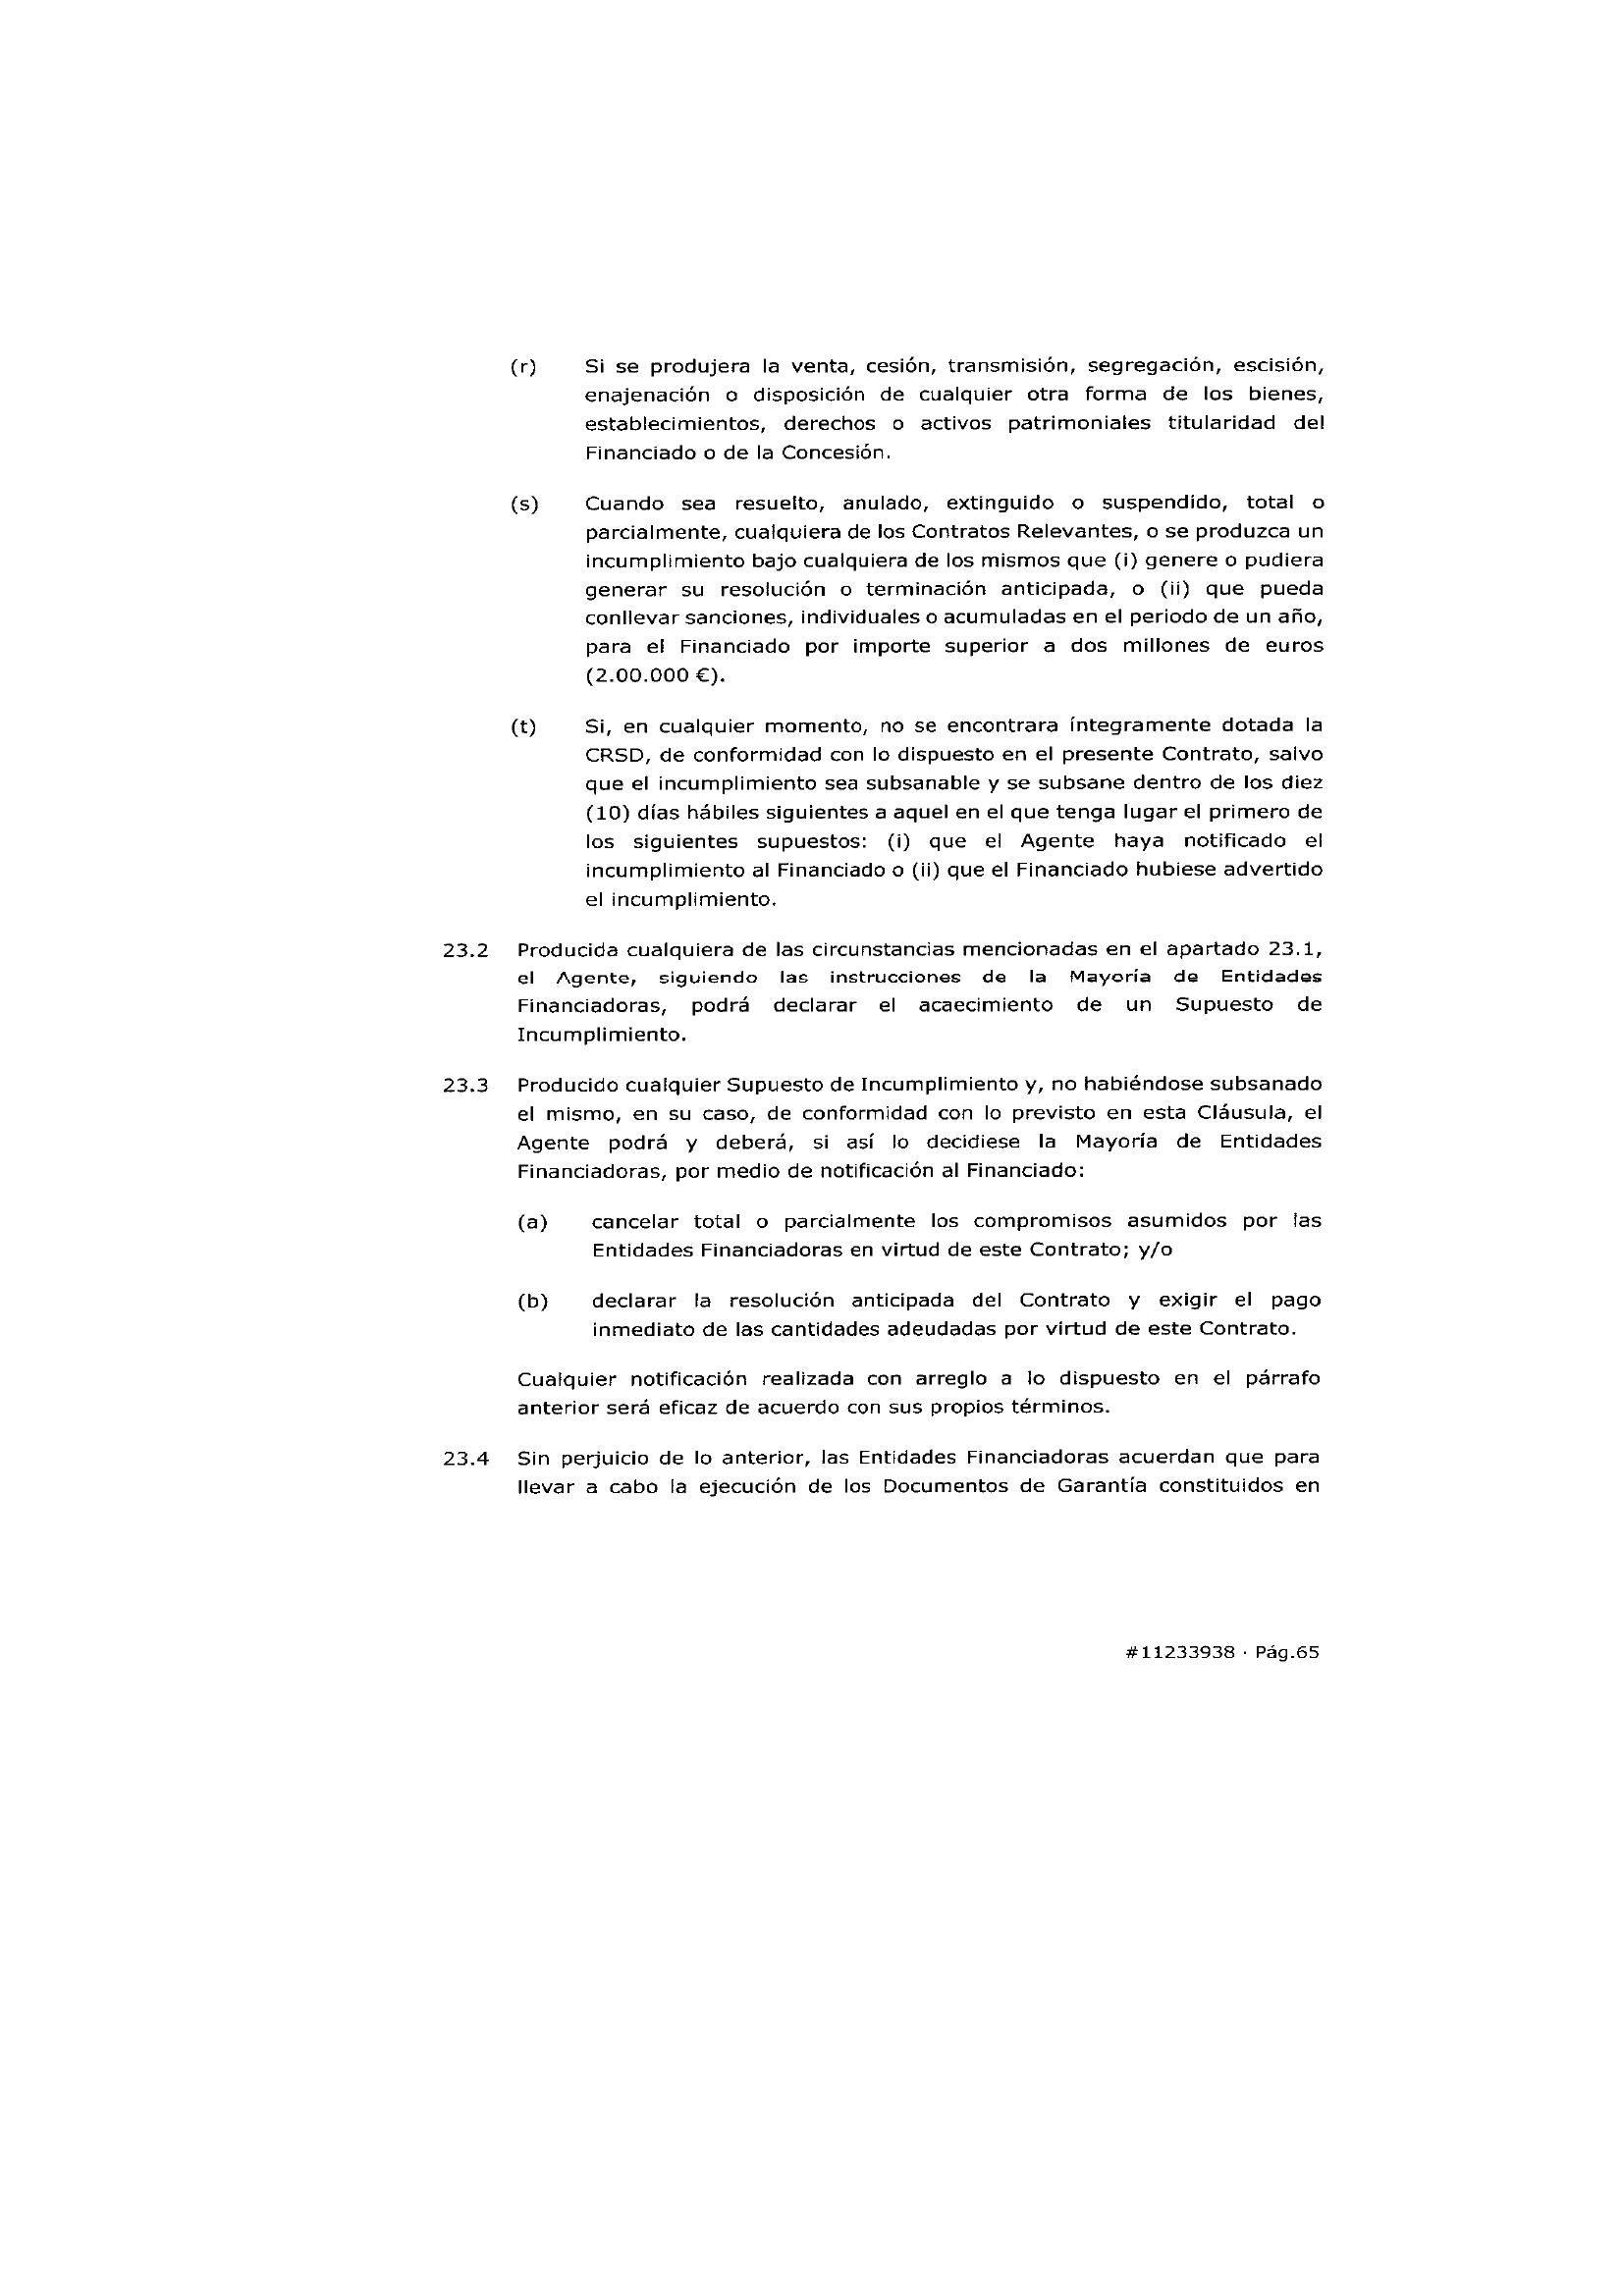 (r) Si se produjera la venta, cesión, transmisión, segregación, escisión,
enajenación o disposición de cualquier otra forma de los bienes,
establecimientos, derechos o activos patrimoniales titularidad del
Financiado o de la Concesión.
(s) Cuando sea resuelto, anulado, extinguido o suspendido, total o
parcialmente, cualquiera de los Contratos Relevantes, o se produzca un
incumplimiento bajo cualquiera de los mismos que (i) genere o pudiera
generar su resolución o terminación anticipada, o (ii) que pueda
conllevar sanciones, individuales o acumuladas en el periodo de un año,
para el Financiado por importe superior a dos millones de euros
(2.00.000 €).
(t) Si, en cualquier momento, no se encontrara íntegramente dotada la
CRSD, de conformidad con lo dispuesto en el presente Contrato, salvo
que el incumplimiento sea subsanable y se subsane dentro de los diez
(10) días hábiles siguientes a aquel en el que tenga lugar el primero de
los siguientes supuestos: (i) que el Agente haya notificado el
incumplimiento al Financiado o (ii) que el Financiado hubiese advertido
el incumplimiento.
23.2 Producida cualquiera de las circunstancias mencionadas en el apartado 23.1,
el Agente, siguiendo las instrucciones de la Mayoría de Entidades
Financiadoras, podrá declarar el acaecimiento de un Supuesto de
Incumplimiento.
23.3 Producido cualquier Supuesto de Incumplimiento y, no habiéndose subsanado
el mismo, en su caso, de conformidad con lo previsto en esta Cláusula, el
Agente podrá y deberá, si así lo decidiese la Mayoría de Entidades
Financiadoras, por medio de notificación al Financiado:
(a) cancelar total o parcialmente los compromisos asumidos por las
Entidades Financiadoras en virtud de este Contrato; y/o
(b) declarar la resolución anticipada del Contrato y exigir el pago
inmediato de las cantidades adeudadas por virtud de este Contrato.
Cualquier notificación realizada con arreglo a lo dispuesto en el párrafo
anterior será eficaz de acuerdo con sus propios términos.
23.4 Sin perjuicio de lo anterior, las Entidades Financiadoras acuerdan que para
llevar a cabo la ejecución de los Documentos de Garantía constituidos en
#11233938 · Pág.65